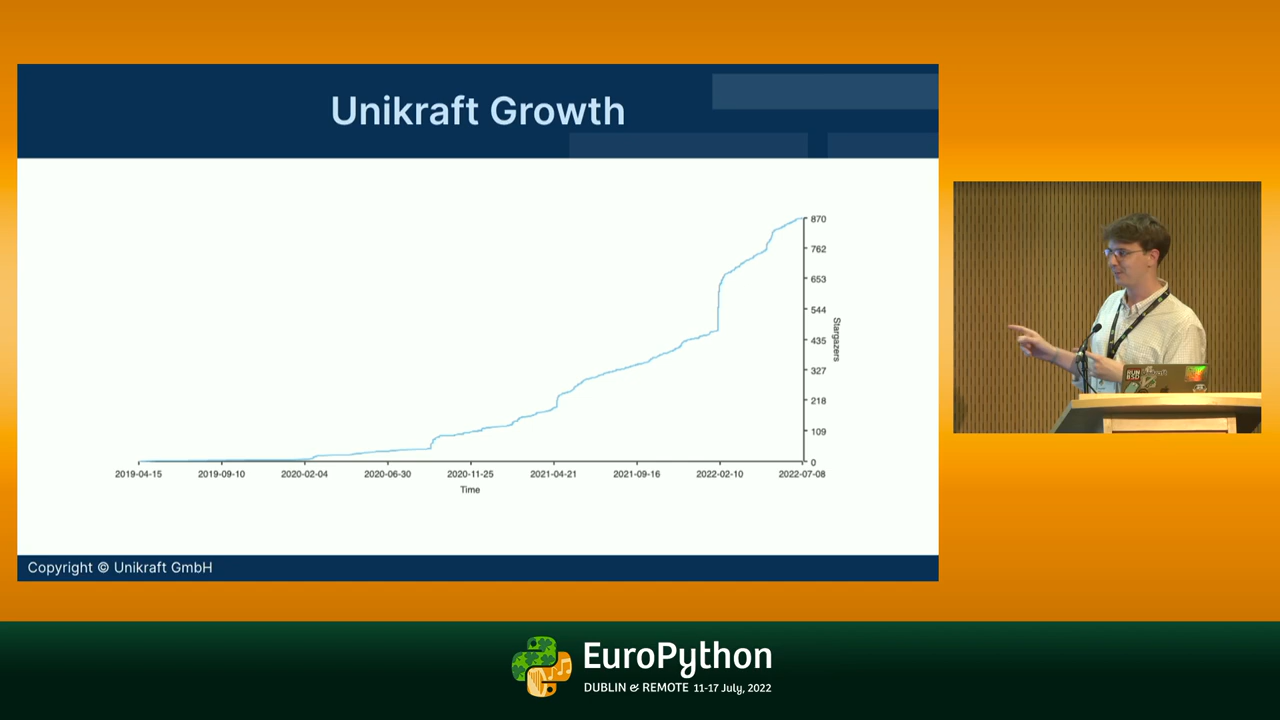 Unikraft Growth
870
762
653
544
435
327
218
109
0
Stargazers
2019-04-15 2019-09-10 2020-02-04 2020-06-30 2020-11-25 2021-04-21 2021-09-16 2022-02-10 2022-07-08
Time
Copyright © Unikraft GmbH
RUN
BSD
EuroPython
DUBLIN & REMOTE 11-17 July, 2022